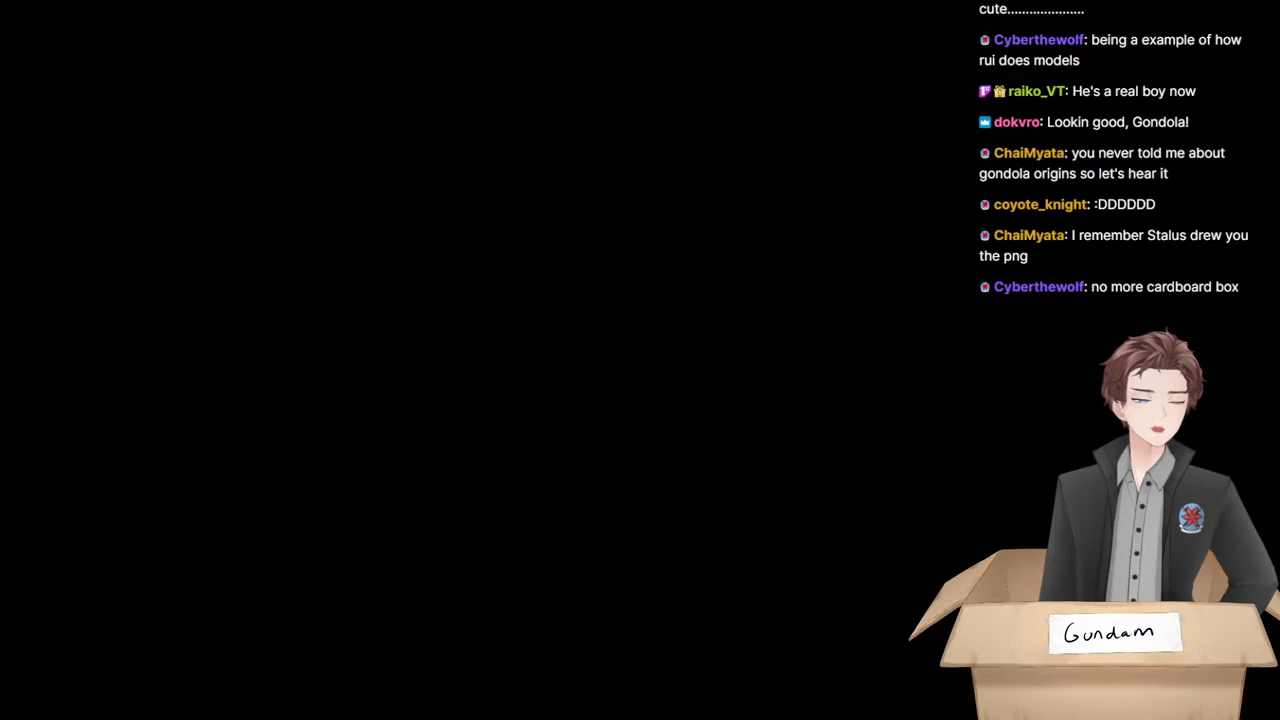 cute.....................
Cyberthewolf: being a example of how
rui does models
raiko_VT: He's a real boy now
dokvro: Lookin good, Gondola!
ChaiMyata: you never told me about
gondola origins so let's hear it
coyote_knight: :DDDDDD
ChaiMyata: I remember Stalus drew you
the png
Cyberthewolf: no more cardboard box
Gundam